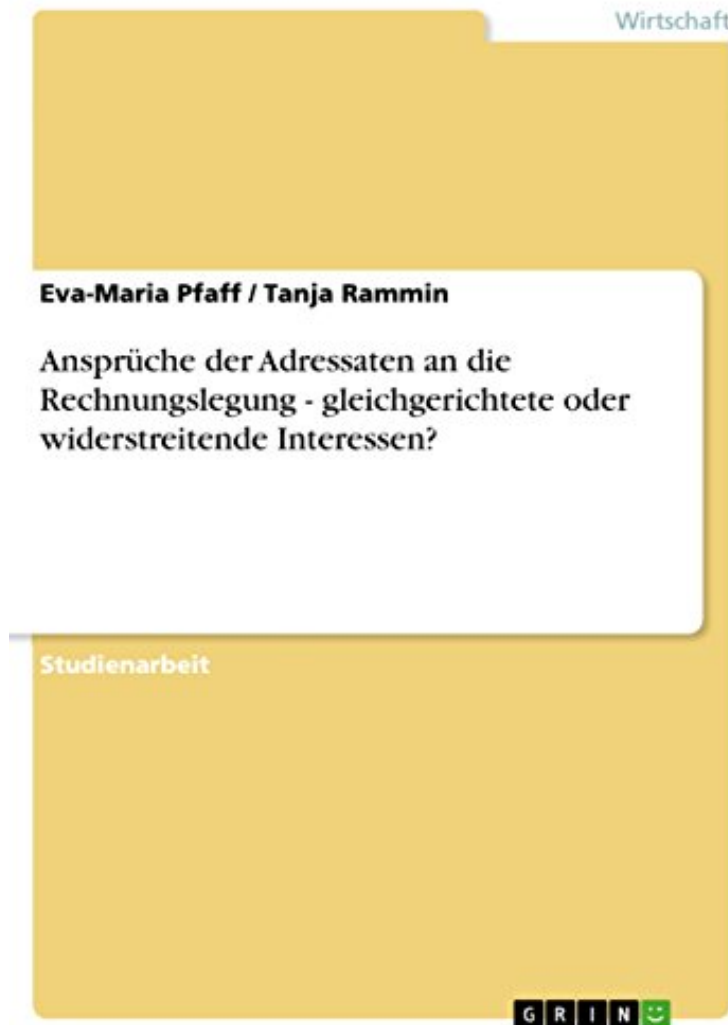 Wirtschaft
Eva-Maria Pfaff / Tanja Rammin
Ansprüche der Adressaten an die
Rechnungslegung - gleichgerichtete oder
widerstreitende Interessen?
Studienarbeit
GRIN